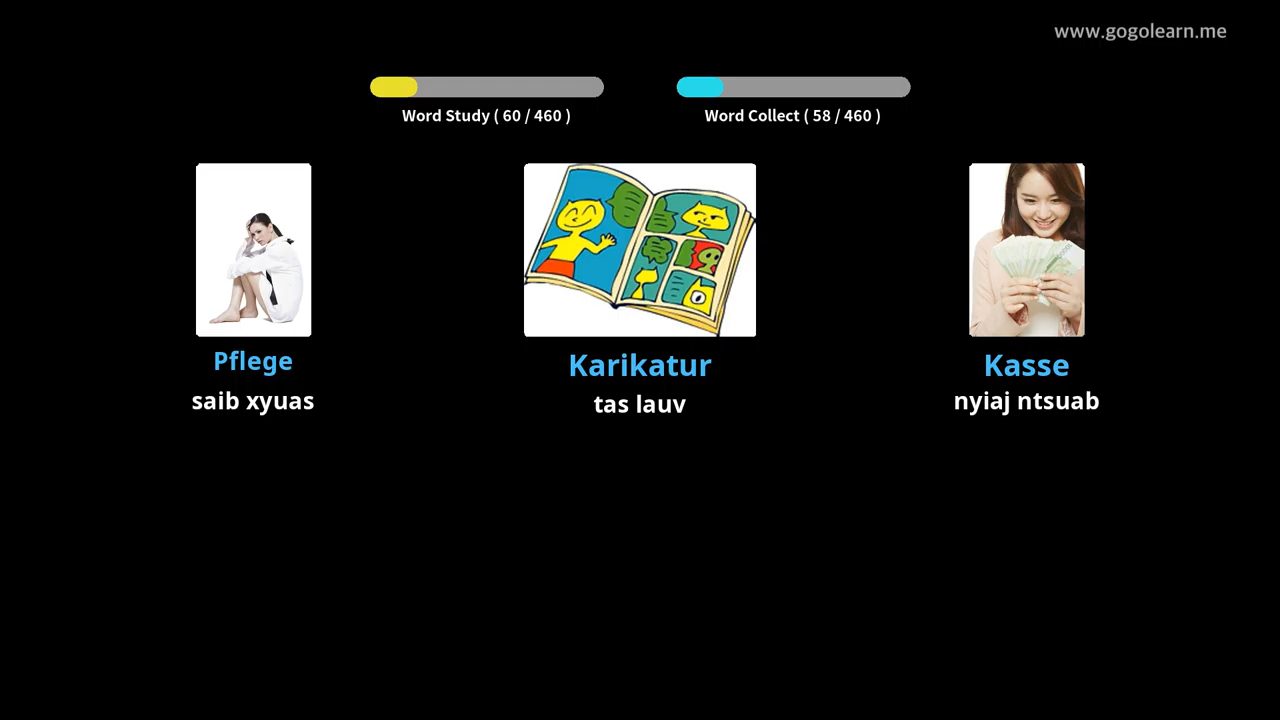 www.gogolearn.me
Word Study ( 60 / 460 )
Word Collect ( 58 / 460 )
Pflege
saib xyuas
Karikatur
tas lauv
Kasse
nyiaj ntsuab